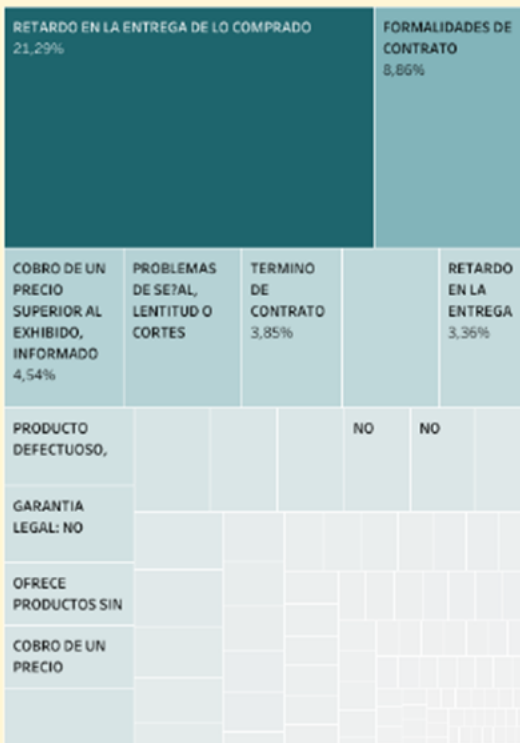 RETARDO EN LA ENTREGA DE LO COMPRADO
21,29%
FORMALIDADES DE
CONTRATO
8,86%
COBRO DE UN
PRECIO
SUPERIOR AL
EXHIBIDO,
INFORMADO
4,54%
PROBLEMAS
DE SE?AL,
LENTITUD O
CORTES
TERMINO
DE
CONTRATO
3,85%
RETARDO
EN LA
ENTREGA
3,36%
PRODUCTO
DEFECTUOSO,
NO
NO
GARANTIA
LEGAL: NO
OFRECE
PRODUCTOS SIN
COBRO DE UN
PRECIO